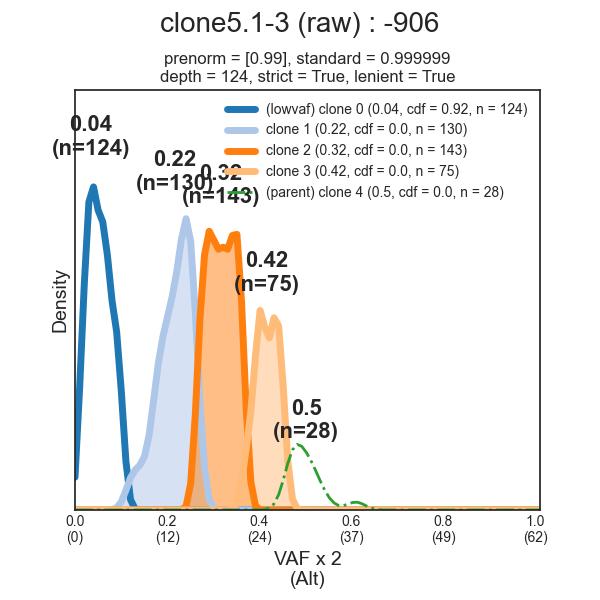 clone5.1-3 (raw) : -906
prenorm = [0.99], standard = 0.999999
depth = 124, strict = True, lenient = True
(lowvaf) clone 0 (0.04, cdf = 0.92, n = 124)
clone 1 (0.22, cdf = 0.0, n = 130)
clone 2 (0.32, cdf = 0.0, n = 143)
clone 3 (0.42, cdf = 0.0, n = 75)
(parent) clone 4 (0.5, cdf = 0.0, n = 28)
0.04
(n=124)
0.22
(n=130)
0.32
(n=143)
0.42
(n=75)
0.5
(n=28)
Density
0.0 0.2 0.4 0.6 0.8 1.0
(0) (12) (24) (37) (49) (62)
VAF x 2
(Alt)